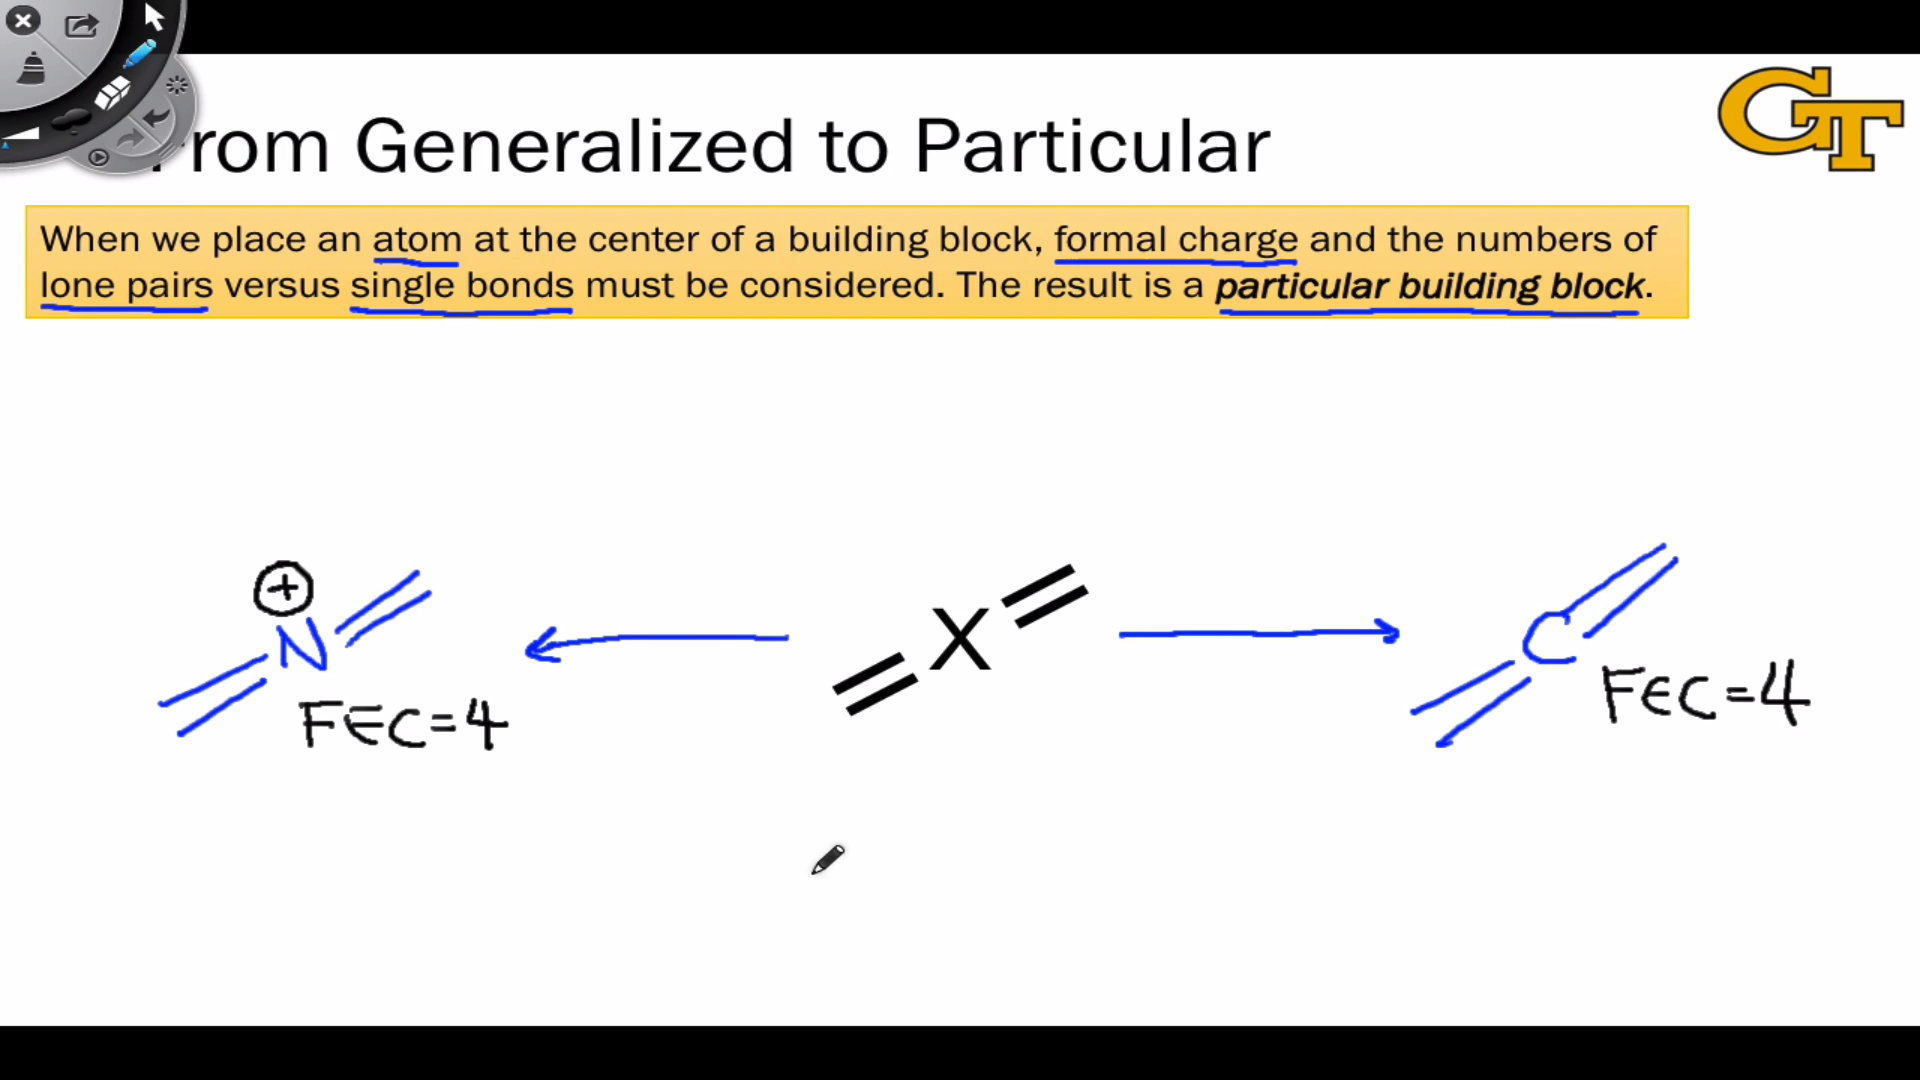 GT
From Generalized to Particular
When we place an atom at the center of a building block, formal charge and the numbers of
lone pairs versus single bonds must be considered. The result is a particular building block.
+
N
FEC=4
X
C
FEC=4